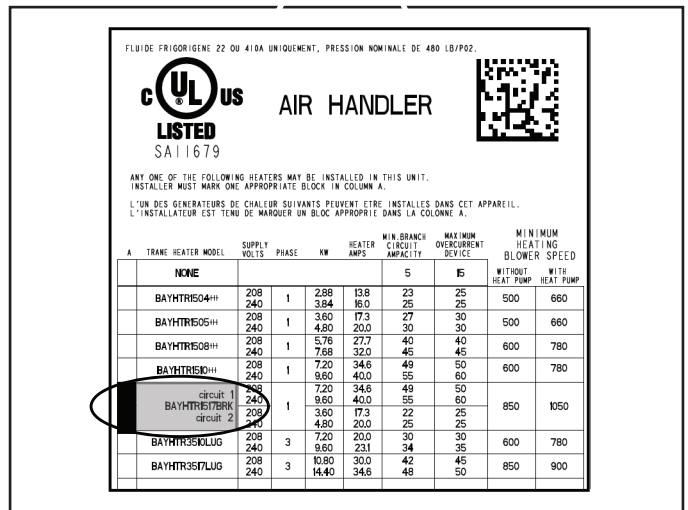 FLUIDE FRIGORIGENE 22 OU 410A UNIQUEMENT, PRESSION NOMINALE DE 480 LB/PO2.
C UL US
®
LISTED
SA11679
AIR HANDLER
ANY ONE OF THE FOLLOWING HEATERS MAY BE INSTALLED IN THIS UNIT.
INSTALLER MUST MARK ONE APPROPRIATE BLOCK IN COLUMN A.
L'UN DES GENERATEURS DE CHALEUR SUIVANTS PEUVENT ETRE INSTALLES DANS CET APPAREIL.
L'INSTALLATEUR EST TENU DE MARQUER UN BLOC APPROPRIE DANS LA COLONNE A.
A TRANE HEATER MODEL SUPPLY VOLTS PHASE KW HEATER AMPS MIN.BRANCH CIRCUIT AMPACITY MAXIMUM OVERCURRENT DEVICE MINIMUM HEATING BLOWER SPEED
NONE 5 15 WITHOUT HEAT PUMP WITH HEAT PUMP
BAYHTR1504+++ 208 1 2.88 13.8 23 25 500 660
240 3.84 16.0 25 25
BAYHTR1505+++ 208 1 3.60 17.3 27 30 500 660
240 4.80 20.0 30 30
BAYHTR1508+++ 208 1 5.76 27.7 40 40 600 780
240 7.68 32.0 45 45
BAYHTR1510+++ 208 1 7.20 34.6 49 50 600 780
240 9.60 40.0 55 60
circuit 1 208 7.20 34.6 49 50
BAYHTR1517BRK 240 1 9.60 40.0 55 60 850 1050
circuit 2 208 3.60 17.3 22 25
240 4.80 20.0 25 25
BAYHTR3510LUG 208 3 7.20 20.0 30 30 600 780
240 9.60 23.1 34 35
BAYHTR3517LUG 208 3 10.80 30.0 42 45 850 900
240 14.40 34.6 48 50